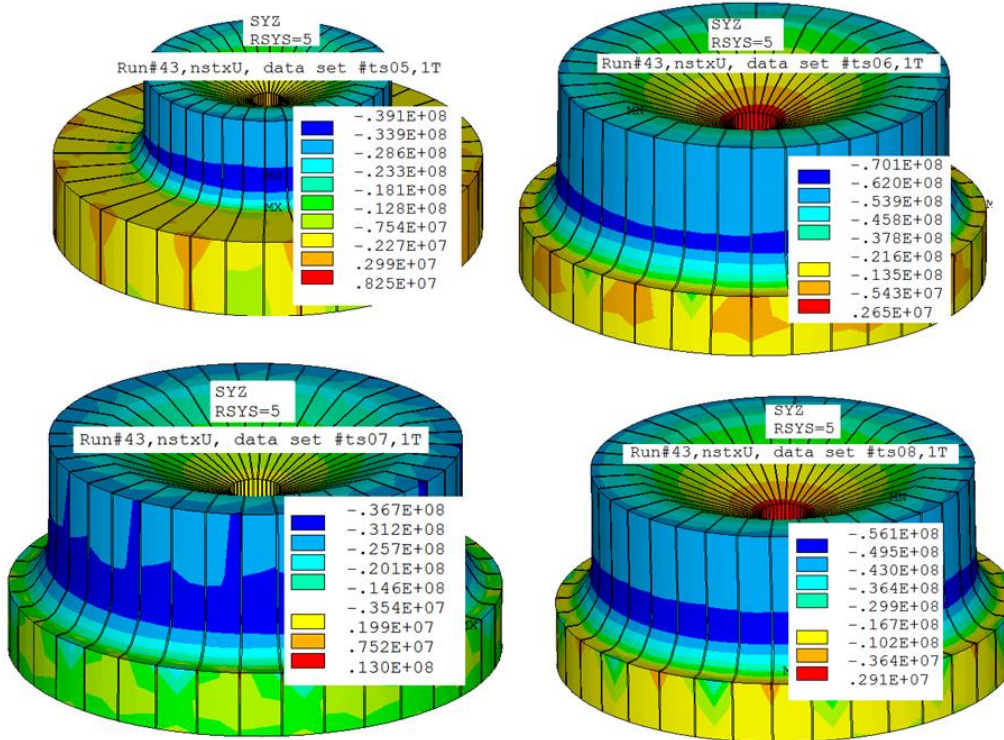 SYZ
RSYS=5
Run#43,nstxU, data set #ts05,1T
-.391E+08
-.339E+08
-.286E+08
-.233E+08
-.181E+08
-.128E+08
-.754E+07
-.227E+07
.299E+07
.825E+07
MX
SYZ
RSYS=5
Run#43,nstxU, data set #ts06,1T
MN
-.701E+08
-.620E+08
-.539E+08
-.458E+08
-.378E+08
-.216E+08
-.135E+08
-.543E+07
.265E+07
SYZ
RSYS=5
Run#43,nstxU, data set #ts07,1T
-.367E+08
-.312E+08
-.257E+08
-.201E+08
-.146E+08
-.354E+07
.199E+07
.752E+07
.130E+08
SYZ
RSYS=5
Run#43,nstxU, data set #ts08,1T
MN
-.561E+08
-.495E+08
-.430E+08
-.364E+08
-.299E+08
-.167E+08
-.102E+08
-.364E+07
.291E+07